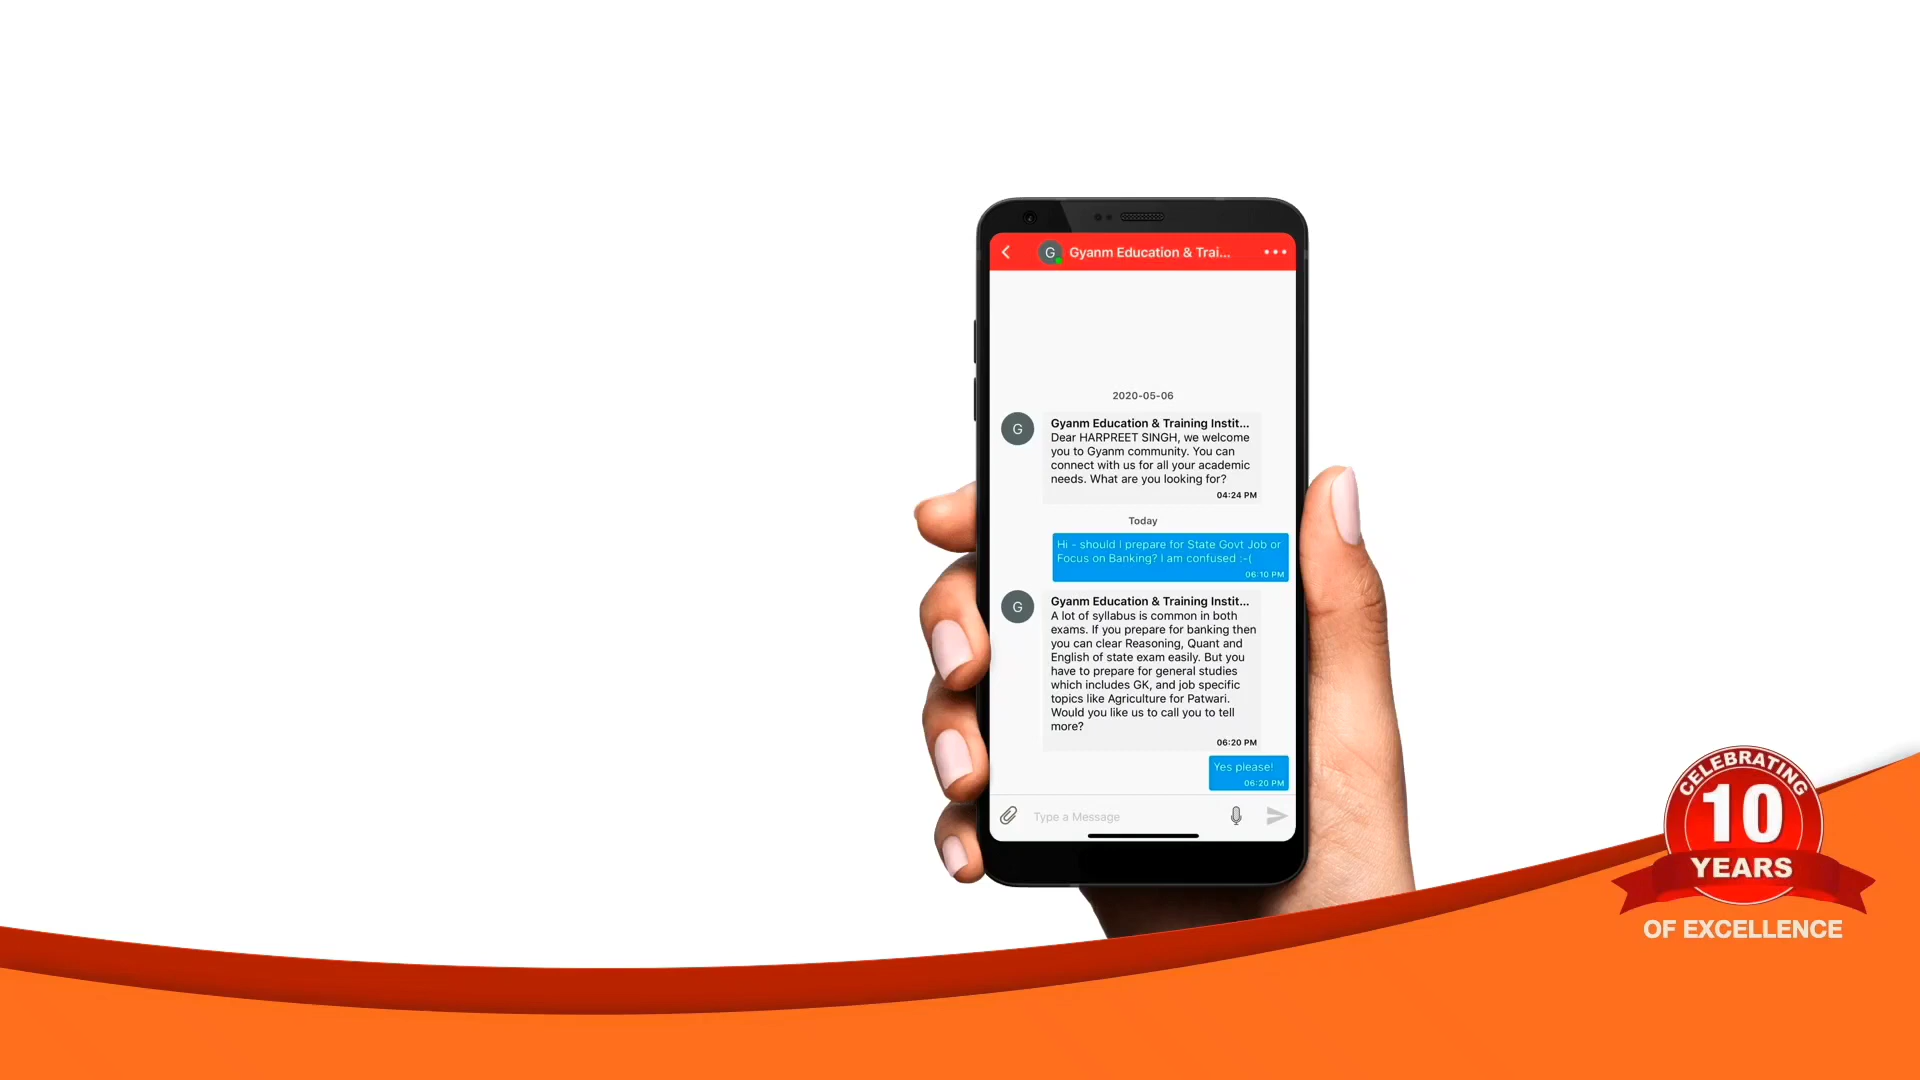 G Gyanm Education & Trai...
2020-05-06
G
Gyanm Education & Training Instit...
Dear HARPREET SINGH, we welcome
you to Gyanm community. You can
connect with us for all your academic
needs. What are you looking for?
04:24 PM
Today
Hi - should I prepare for State Govt Job or
Focus on Banking? I am confused :-(
06:10 PM
G
Gyanm Education & Training Instit...
A lot of syllabus is common in both
exams. If you prepare for banking then
you can clear Reasoning, Quant and
English of state exam easily. But you
have to prepare for general studies
which includes GK, and job specific
topics like Agriculture for Patwari.
Would you like us to call you to tell
more?
06:20 PM
Yes please!
06:20 PM
Type a Message
CELEBRATING
10
YEARS
OF EXCELLENCE